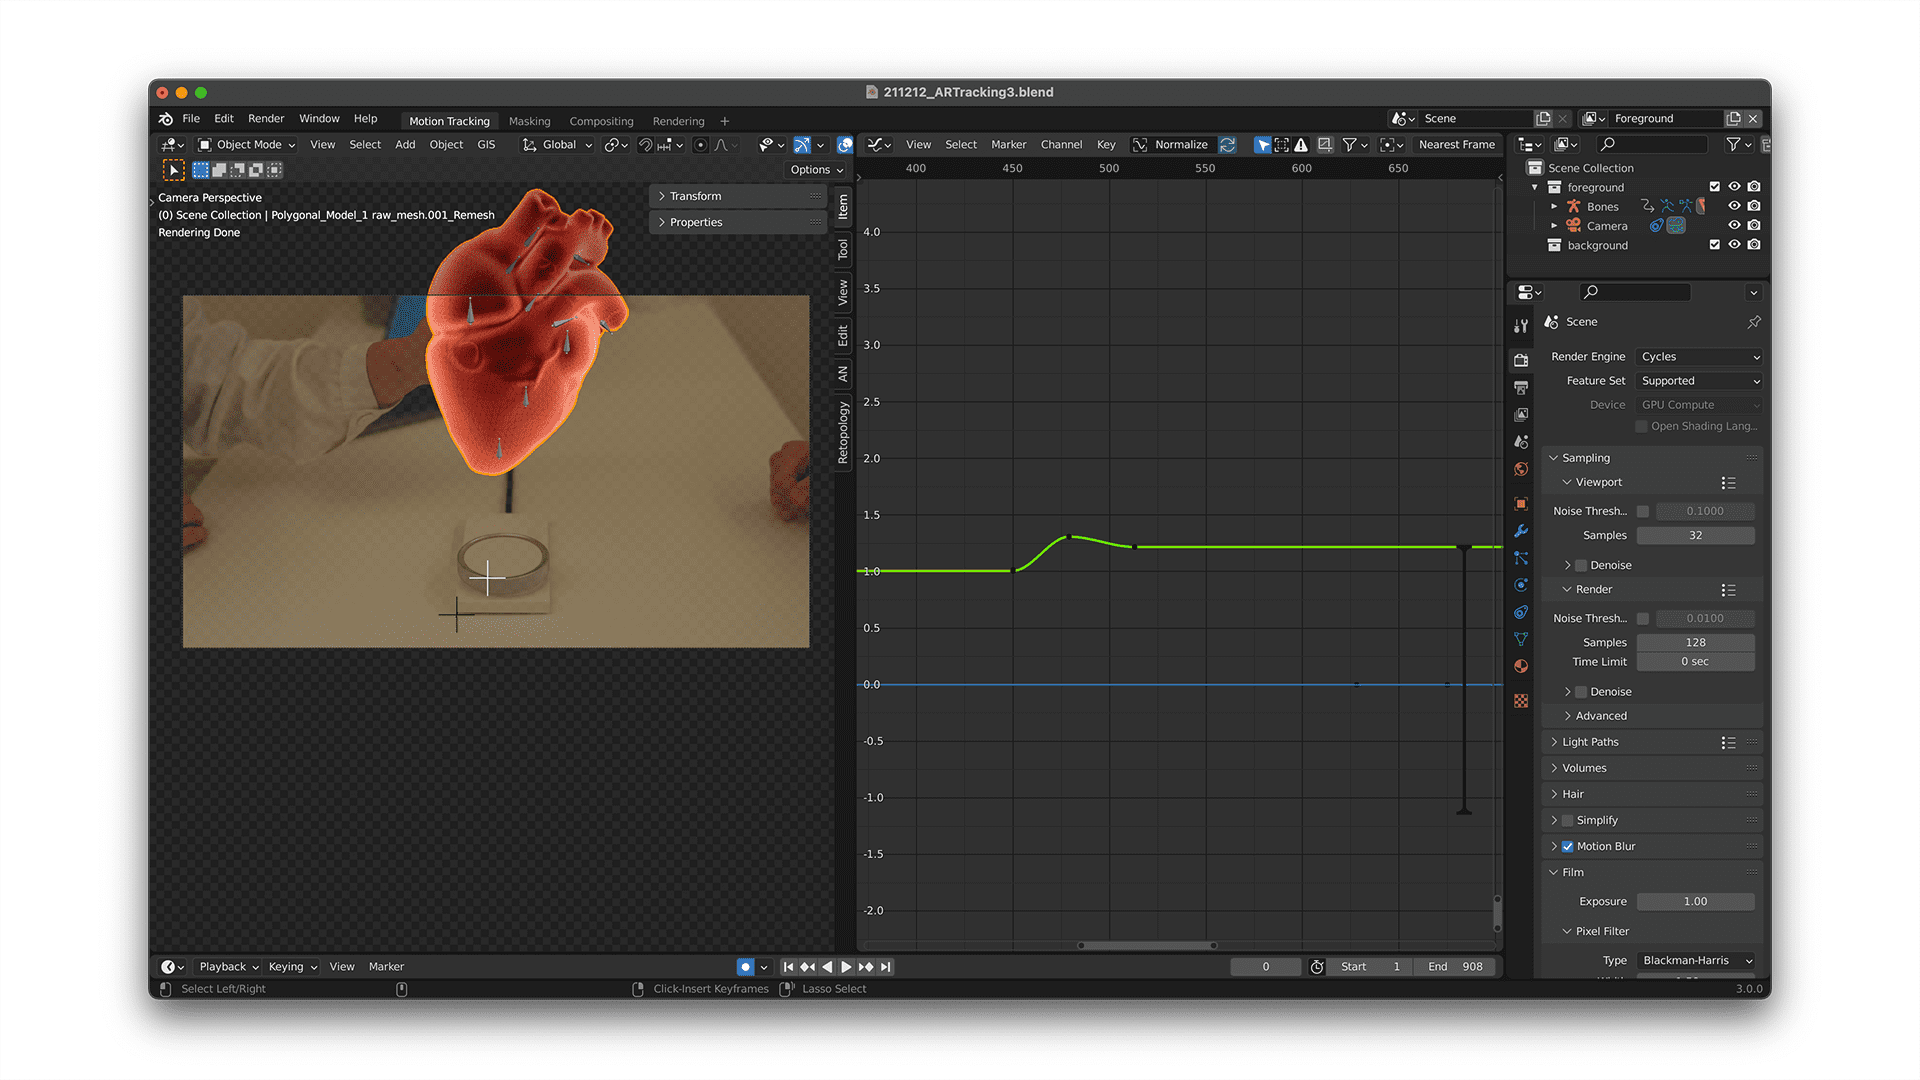 211212_ARTracking3.blend
File Edit Render Window Help Motion Tracking Masking Compositing Rendering + Scene Foreground
Object Mode View Select Add Object GIS Global View Select Marker Channel Key Normalize Nearest Frame
Options
400 450 500 550 600 650
Camera Perspective
(0) Scene Collection | Polygonal_Model_1 raw_mesh.001_Remesh
Rendering Done
Transform
Properties
Item
Tool
View
Edit
AN
Retopology
4.0
3.5
3.0
2.5
2.0
1.5
1.0
0.5
0.0
-0.5
-1.0
-1.5
-2.0
Scene Collection
foreground
Bones
Camera
background
Scene
Render Engine Cycles
Feature Set Supported
Device GPU Compute
Open Shading Lang...
Sampling
Viewport
Noise Thresh... 0.1000
Samples 32
Denoise
Render
Noise Thresh... 0.0100
Samples 128
Time Limit 0 sec
Denoise
Advanced
Light Paths
Volumes
Hair
Simplify
Motion Blur
Film
Exposure 1.00
Pixel Filter
Type Blackman-Harris
Playback Keying View Marker 0 Start 1 End 908
Select Left/Right Click-Insert Keyframes Lasso Select 3.0.0